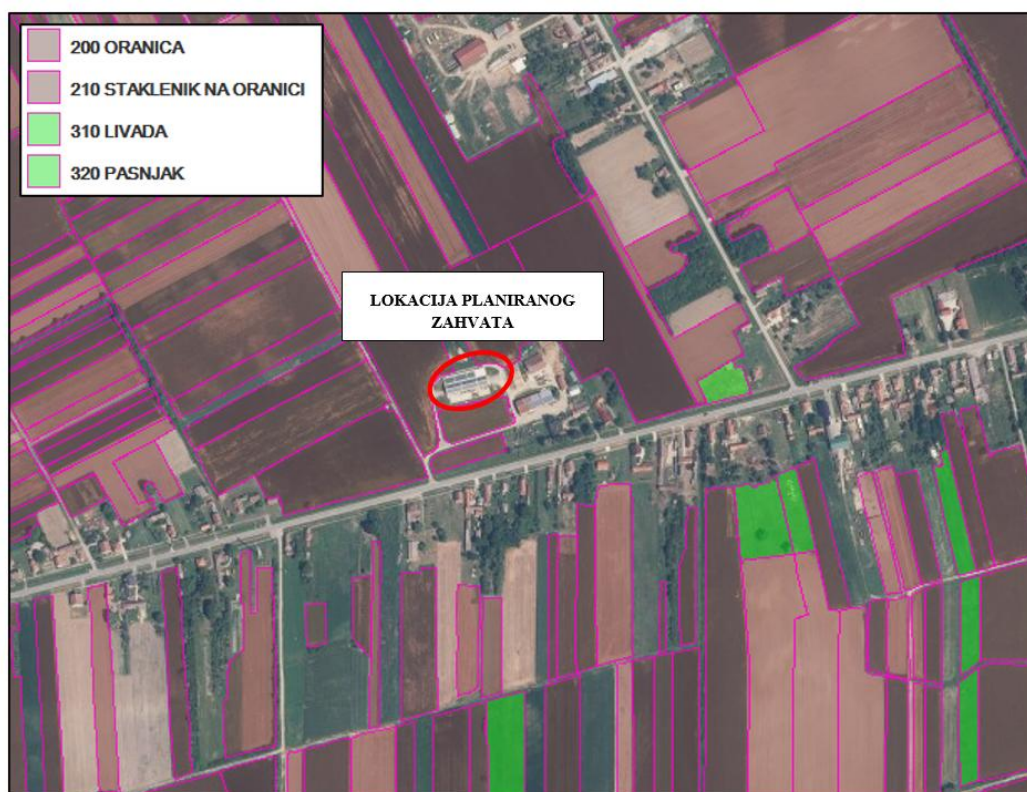 200 ORANICA
210 STAKLENIK NA ORANICI
310 LIVADA
320 PASNJAK
LOKACIJA PLANIRANOG
ZAHVATA